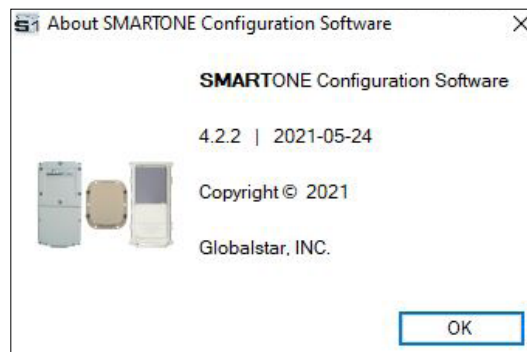 S1 About SMARTONE Configuration Software
SMARTONE Configuration Software
4.2.2 | 2021-05-24
Copyright © 2021
Globalstar, INC.
OK